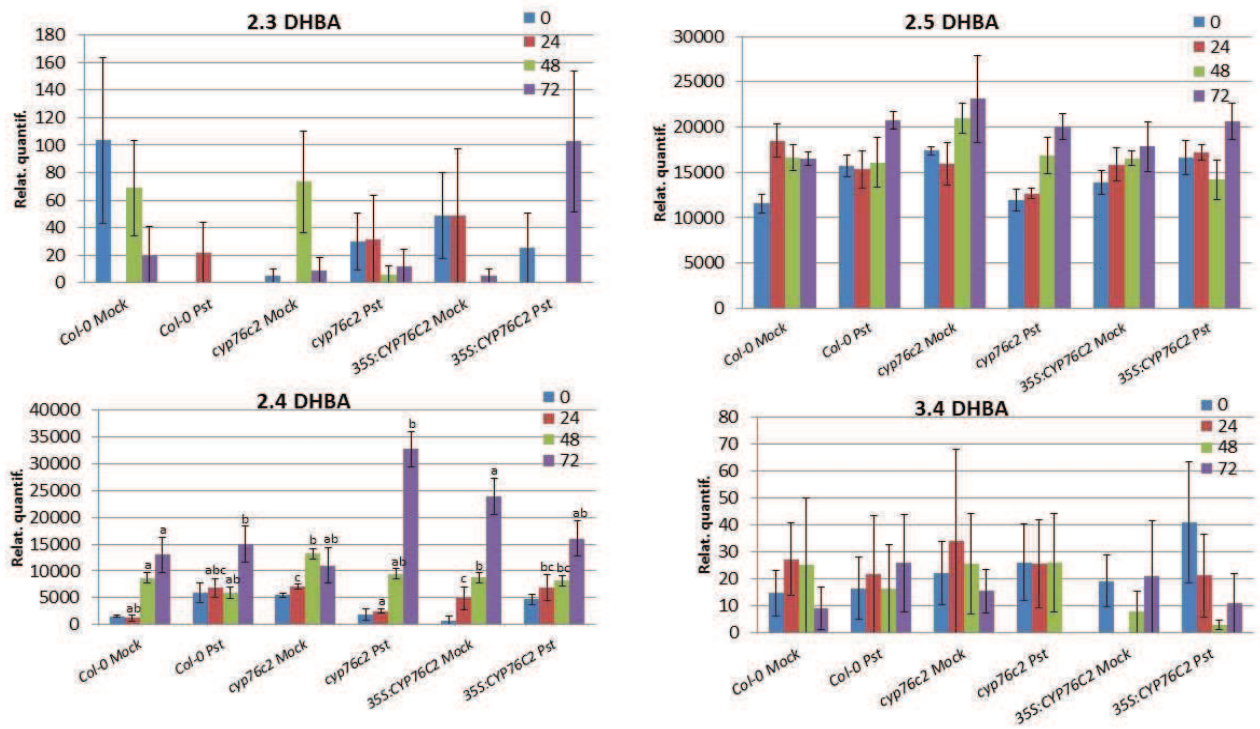 2.3 DHBA
0
24
48
72
Relat. quantif.
180
160
140
120
100
80
60
40
20
0
Col-0 Mock
Col-0 Pst
cyp76c2 Mock
cyp76c2 Pst
35S:CYP76C2 Mock
35S:CYP76C2 Pst
2.5 DHBA
0
24
48
72
Relat. quantif.
30000
25000
20000
15000
10000
5000
0
Col-0 Mock
Col-0 Pst
cyp76c2 Mock
cyp76c2 Pst
35S:CYP76C2 Mock
35S:CYP76C2 Pst
2.4 DHBA
0
24
48
72
Relat. quantif.
40000
35000
30000
25000
20000
15000
10000
5000
0
ab a a
abc ab b
c b ab
a ab b
c b a
bc bc ab
Col-0 Mock
Col-0 Pst
cyp76c2 Mock
cyp76c2 Pst
35S:CYP76C2 Mock
35S:CYP76C2 Pst
3.4 DHBA
0
24
48
72
Relat. quantif.
80
70
60
50
40
30
20
10
0
Col-0 Mock
Col-0 Pst
cyp76c2 Mock
cyp76c2 Pst
35S:CYP76C2 Mock
35S:CYP76C2 Pst